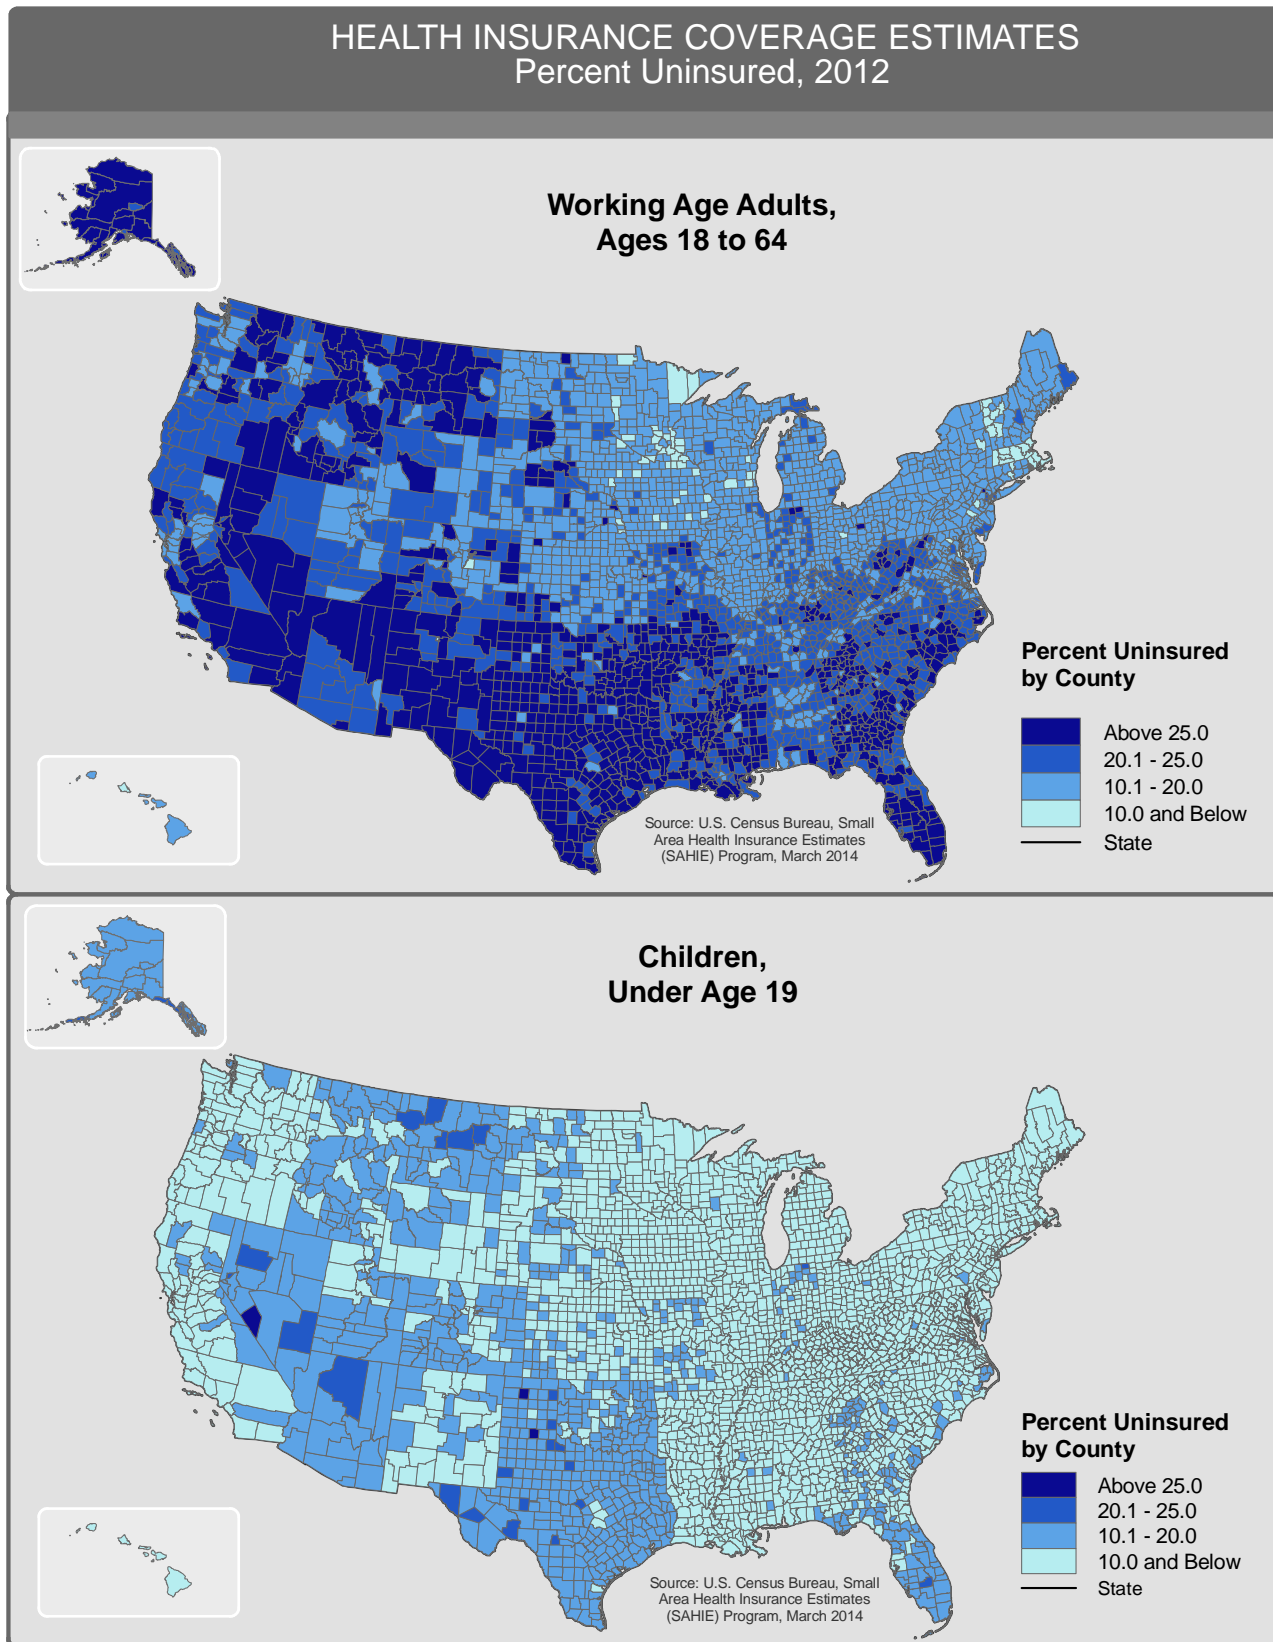 HEALTH INSURANCE COVERAGE ESTIMATES
Percent Uninsured, 2012
Working Age Adults,
Ages 18 to 64
Percent Uninsured
by County
Above 25.0
20.1 - 25.0
10.1 - 20.0
10.0 and Below
State
Source: U.S. Census Bureau, Small
Area Health Insurance Estimates
(SAHIE) Program, March 2014
Children,
Under Age 19
Percent Uninsured
by County
Above 25.0
20.1 - 25.0
10.1 - 20.0
10.0 and Below
State
Source: U.S. Census Bureau, Small
Area Health Insurance Estimates
(SAHIE) Program, March 2014